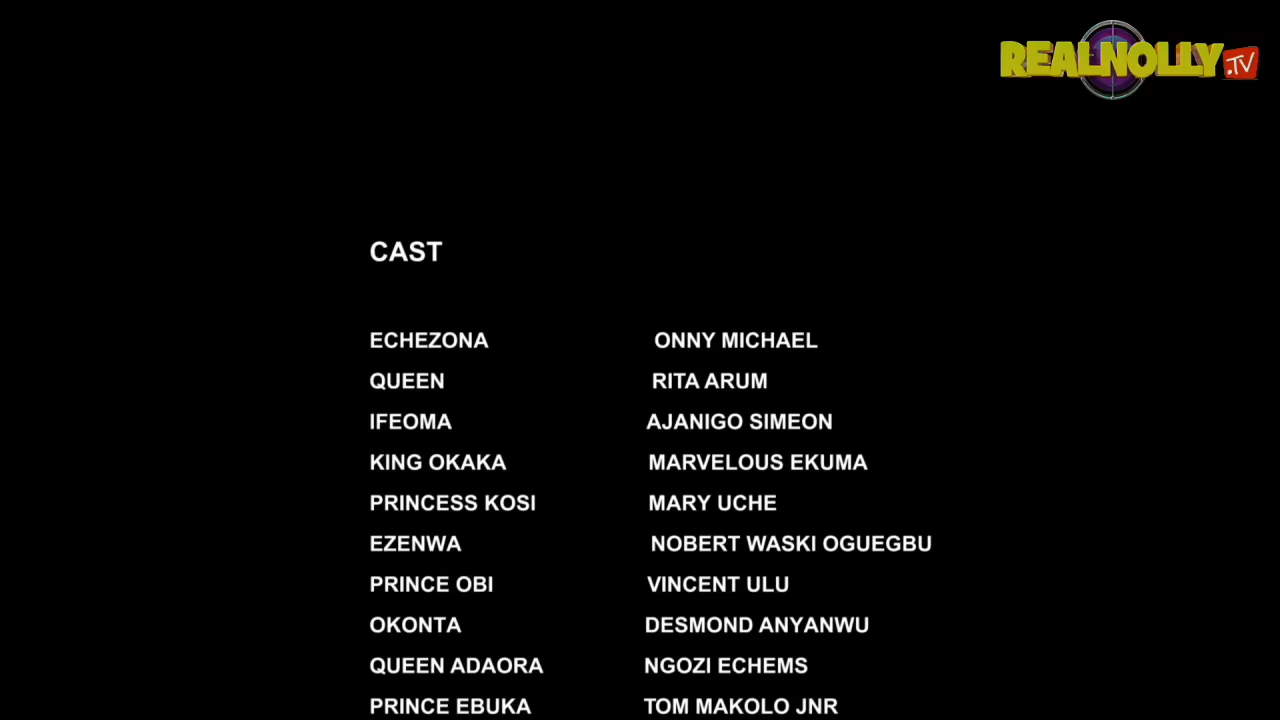 REALNOLLY.TV
CAST
ECHEZONA ONNY MICHAEL
QUEEN RITA ARUM
IFEOMA AJANIGO SIMEON
KING OKAKA MARVELOUS EKUMA
PRINCESS KOSI MARY UCHE
EZENWA NOBERT WASKI OGUEGBU
PRINCE OBI VINCENT ULU
OKONTA DESMOND ANYANWU
QUEEN ADAORA NGOZI ECHEMS
PRINCE EBUKA TOM MAKOLO JNR